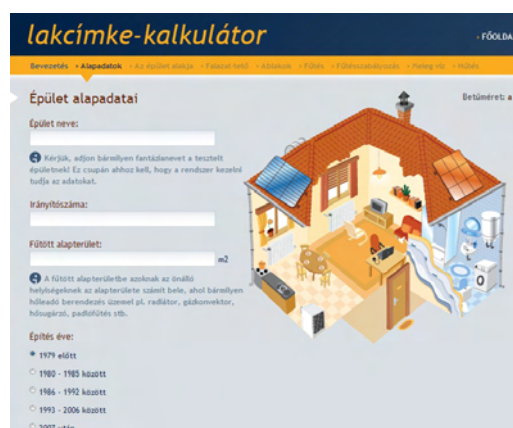 lakcímke-kalkulátor
› FŐOLDA
Bevezetés › Alapadatok › Az épület alakja › Falazat-tető › Ablakok › Fűtés › Fűtésszabályozás › Meleg víz › Hűtés
Épület alapadatai
Betűméret: a
Épület neve:
Kérjük, adjon bármilyen fantázianevet a tesztelt
épületnek! Ez csupán ahhoz kell, hogy a rendszer kezelni
tudja az adatokat.
Irányítószáma:
Fűtött alapterület:
m2
A fűtött alapterületbe azoknak az önálló
helyiségeknek az alapterülete számít bele, ahol bármilyen
hőleadó berendezés üzemel pl. radiátor, gázkonvektor,
hősugárzó, padlófűtés stb.
Építés éve:
1979 előtt
1980 - 1985 között
1986 - 1992 között
1993 - 2006 között
2007 után